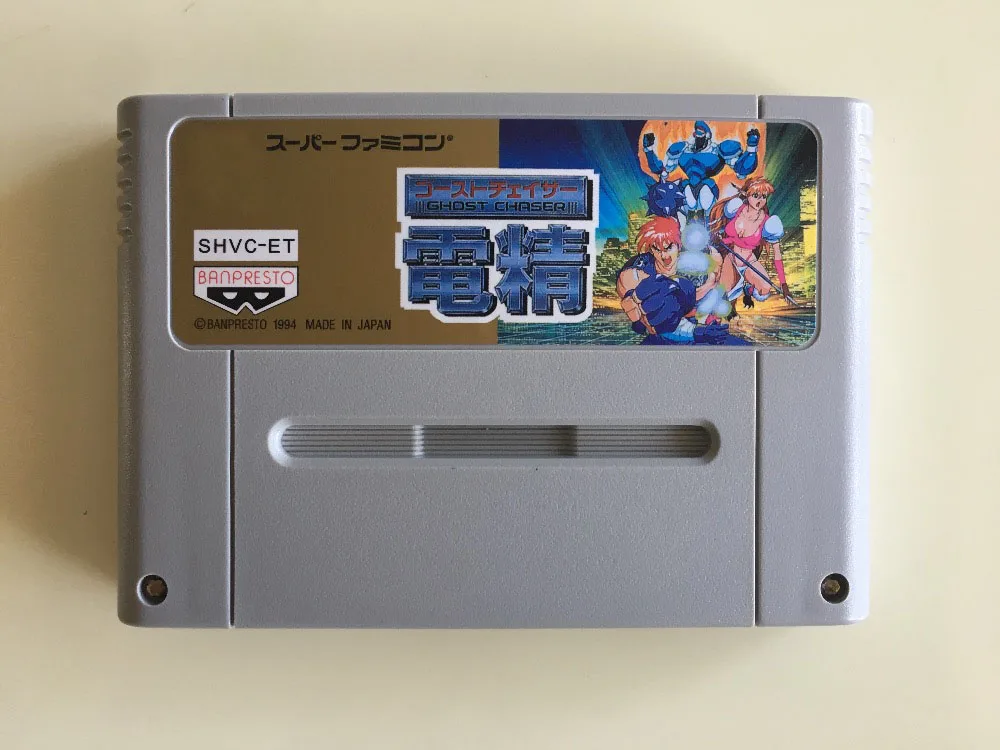 スーパーファミコン®
ゴーストチェイサー
GHOST CHASER
電精
SHVC-ET
BANPRESTO
©BANPRESTO 1994 MADE IN JAPAN